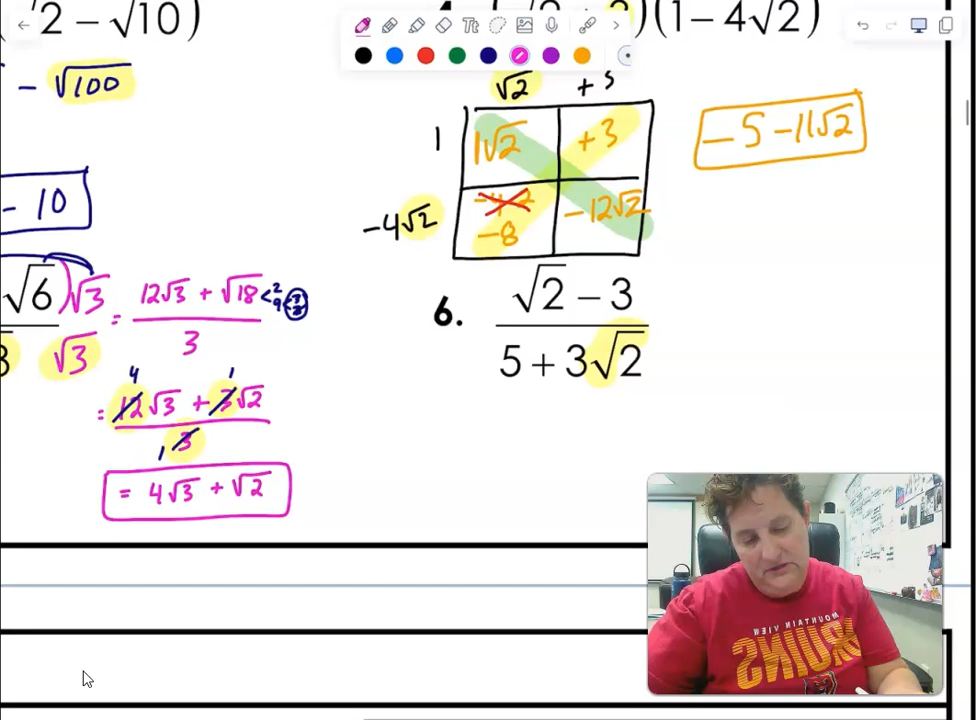 √2 – √10)
)(1 – 4√2)
– √100
– 10
√2 +3
1 1√2 +3
–4√2 –8 –12√2
– 5 – 11√2
√6 )√3 = 12√3 + √18 < 2 9
√3 3
4 1
= 12√3 + 3√2
1 3
= 4√3 + √2
6. √2 – 3
5 + 3√2
MOUNTAIN VIEW
BRUINS